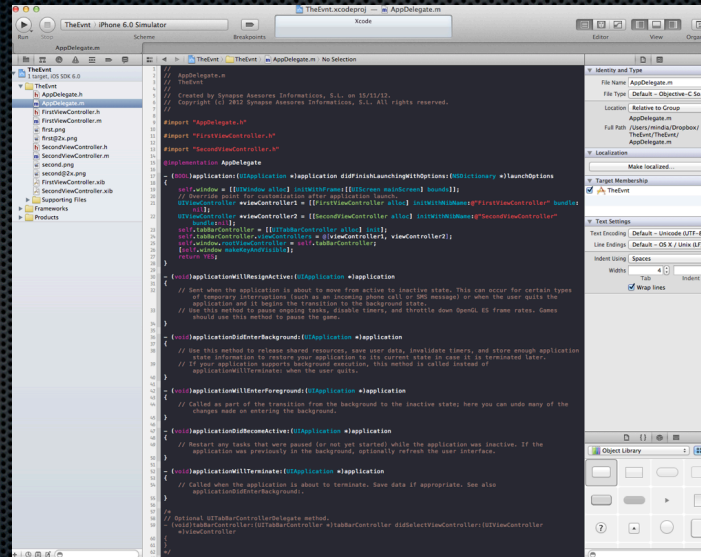 TheEvnt.xcodeproj — AppDelegate.m
Run
Stop
TheEvnt
iPhone 6.0 Simulator
Scheme
Breakpoints
Xcode
Editor
View
Organ
AppDelegate.m
TheEvnt
1 target, iOS SDK 6.0
TheEvnt
AppDelegate.h
AppDelegate.m
FirstViewController.h
FirstViewController.m
first.png
first@2x.png
SecondViewController.h
SecondViewController.m
second.png
second@2x.png
FirstViewController.xib
SecondViewController.xib
Supporting Files
Frameworks
Products
TheEvnt
TheEvnt
AppDelegate.m
No Selection
//
// AppDelegate.m
// TheEvnt
//
// Created by Synapse Asesores Informaticos, S.L. on 15/11/12.
// Copyright (c) 2012 Synapse Asesores Informaticos, S.L. All rights reserved.
//
#import "AppDelegate.h"
#import "FirstViewController.h"
#import "SecondViewController.h"
@implementation AppDelegate
- (BOOL)application:(UIApplication *)application didFinishLaunchingWithOptions:(NSDictionary *)launchOptions
{
self.window = [[UIWindow alloc] initWithFrame:[[UIScreen mainScreen] bounds]];
// Override point for customization after application launch.
UIViewController *viewController1 = [[FirstViewController alloc] initWithNibName:@"FirstViewController" bundle:
nil];
UIViewController *viewController2 = [[SecondViewController alloc] initWithNibName:@"SecondViewController"
bundle:nil];
self.tabBarController = [[UITabBarController alloc] init];
self.tabBarController.viewControllers = @[viewController1, viewController2];
self.window.rootViewController = self.tabBarController;
[self.window makeKeyAndVisible];
return YES;
}
- (void)applicationWillResignActive:(UIApplication *)application
{
// Sent when the application is about to move from active to inactive state. This can occur for certain types
of temporary interruptions (such as an incoming phone call or SMS message) or when the user quits the
application and it begins the transition to the background state.
// Use this method to pause ongoing tasks, disable timers, and throttle down OpenGL ES frame rates. Games
should use this method to pause the game.
}
- (void)applicationDidEnterBackground:(UIApplication *)application
{
// Use this method to release shared resources, save user data, invalidate timers, and store enough application
state information to restore your application to its current state in case it is terminated later.
// If your application supports background execution, this method is called instead of
applicationWillTerminate: when the user quits.
}
- (void)applicationWillEnterForeground:(UIApplication *)application
{
// Called as part of the transition from the background to the inactive state; here you can undo many of the
changes made on entering the background.
}
- (void)applicationDidBecomeActive:(UIApplication *)application
{
// Restart any tasks that were paused (or not yet started) while the application was inactive. If the
application was previously in the background, optionally refresh the user interface.
}
- (void)applicationWillTerminate:(UIApplication *)application
{
// Called when the application is about to terminate. Save data if appropriate. See also
applicationDidEnterBackground:.
}
/*
// Optional UITabBarControllerDelegate method.
- (void)tabBarController:(UITabBarController *)tabBarController didSelectViewController:(UIViewController
*)viewController
{
}
*/
Identity and Type
File Name AppDelegate.m
File Type Default - Objective-C So
Location Relative to Group
AppDelegate.m
Full Path /Users/mindia/Dropbox/
TheEvnt/TheEvnt/
AppDelegate.m
Localization
Make localized...
Target Membership
TheEvnt
Text Settings
Text Encoding Default - Unicode (UTF-8
Line Endings Default - OS X / Unix (LF
Indent Using Spaces
Widths 4
Tab Indent
Wrap lines
Object Library